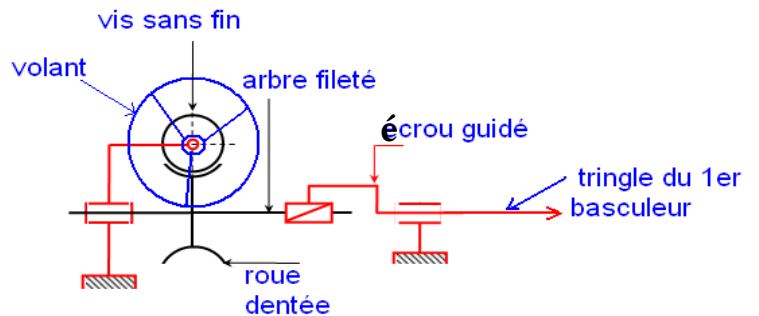 vis sans fin
volant
arbre fileté
écrou guidé
tringle du 1er
basculeur
roue
dentée